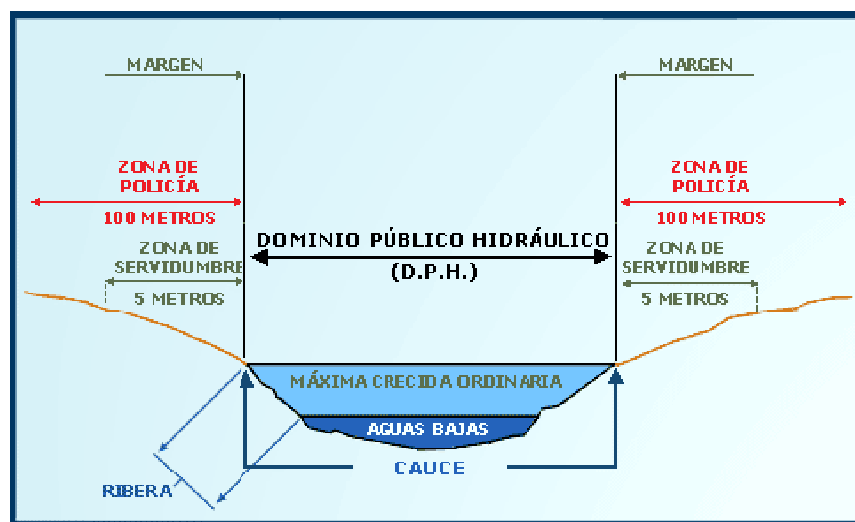 MARGEN
MARGEN
ZONA DE
POLICÍA
100 METROS
ZONA DE
POLICÍA
100 METROS
DOMINIO PÚBLICO HIDRÁULICO
(D.P.H.)
ZONA DE
SERVIDUMBRE
5 METROS
ZONA DE
SERVIDUMBRE
5 METROS
MÁXIMA CRECIDA ORDINARIA
AGUAS BAJAS
CAUCE
RIBERA